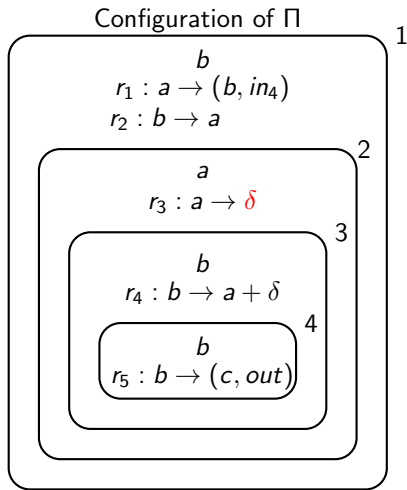 Configuration of Π
1
b
r₁ : a → (b, in₄)
r₂ : b → a
2
a
r₃ : a → δ
3
b
r₄ : b → a + δ
4
b
r₅ : b → (c, out)